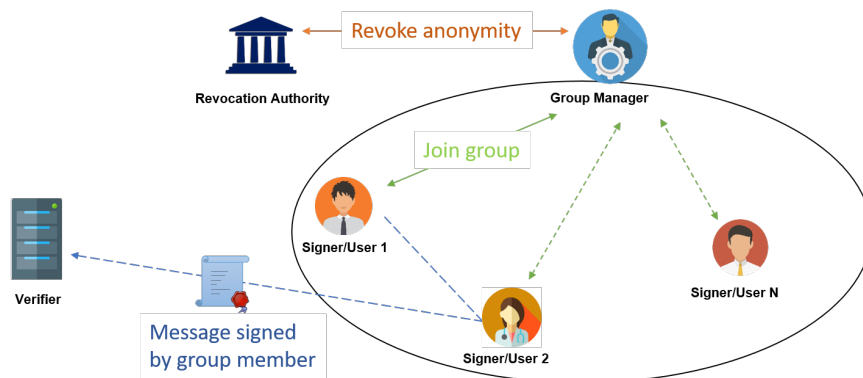 Revoke anonymity
Revocation Authority
Group Manager
Join group
Signer/User 1
Signer/User N
Verifier
Message signed
by group member
Signer/User 2